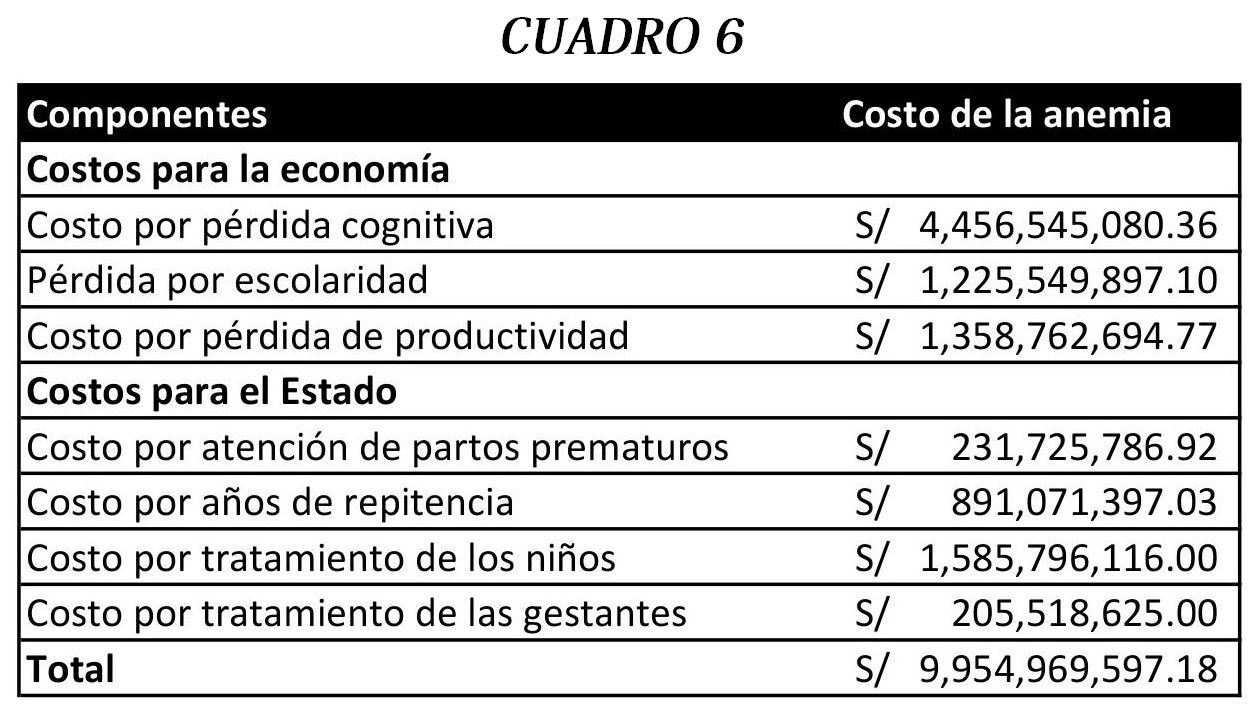 CUADRO 6
Componentes Costo de la anemia
Costos para la economía
Costo por pérdida cognitiva S/ 4,456,545,080.36
Pérdida por escolaridad S/ 1,225,549,897.10
Costo por pérdida de productividad S/ 1,358,762,694.77
Costos para el Estado
Costo por atención de partos prematuros S/ 231,725,786.92
Costo por años de repitencia S/ 891,071,397.03
Costo por tratamiento de los niños S/ 1,585,796,116.00
Costo por tratamiento de las gestantes S/ 205,518,625.00
Total S/ 9,954,969,597.18